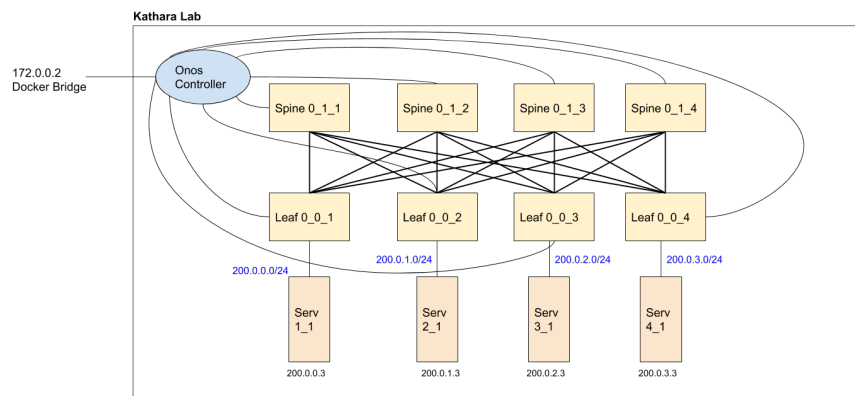 Kathara Lab
172.0.0.2
Docker Bridge
Onos
Controller
Spine 0_1_1
Spine 0_1_2
Spine 0_1_3
Spine 0_1_4
Leaf 0_0_1
Leaf 0_0_2
Leaf 0_0_3
Leaf 0_0_4
200.0.0.0/24
200.0.1.0/24
200.0.2.0/24
200.0.3.0/24
Serv
1_1
Serv
2_1
Serv
3_1
Serv
4_1
200.0.0.3
200.0.1.3
200.0.2.3
200.0.3.3